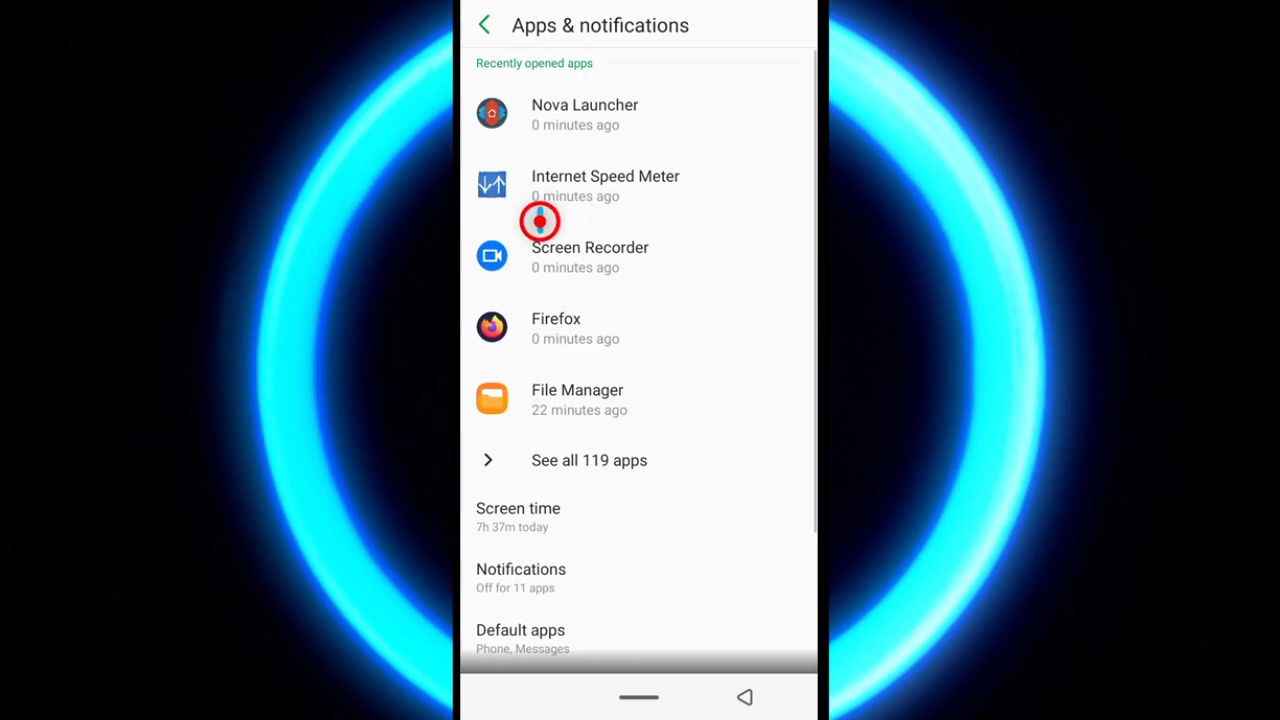 Apps & notifications
Recently opened apps
Nova Launcher
0 minutes ago
Internet Speed Meter
0 minutes ago
Screen Recorder
0 minutes ago
Firefox
0 minutes ago
File Manager
22 minutes ago
See all 119 apps
Screen time
7h 37m today
Notifications
Off for 11 apps
Default apps
Phone, Messages